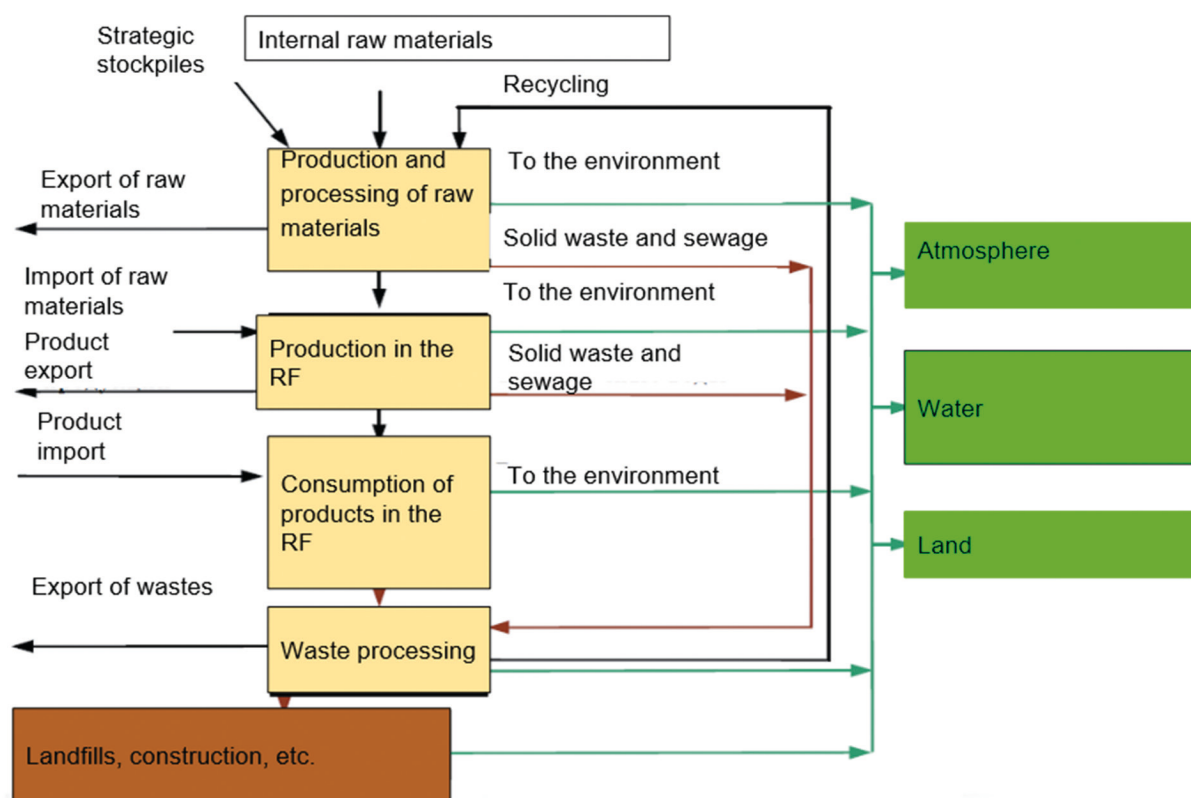 Strategic
stockpiles
Internal raw materials
Recycling
Production and
processing of raw
materials
To the environment
Export of raw
materials
Solid waste and sewage
Import of raw
materials
To the environment
Production in the
RF
Product
export
Solid waste and
sewage
Product
import
Consumption of
products in the
RF
To the environment
Export of wastes
Waste processing
Landfills, construction, etc.
Atmosphere
Water
Land